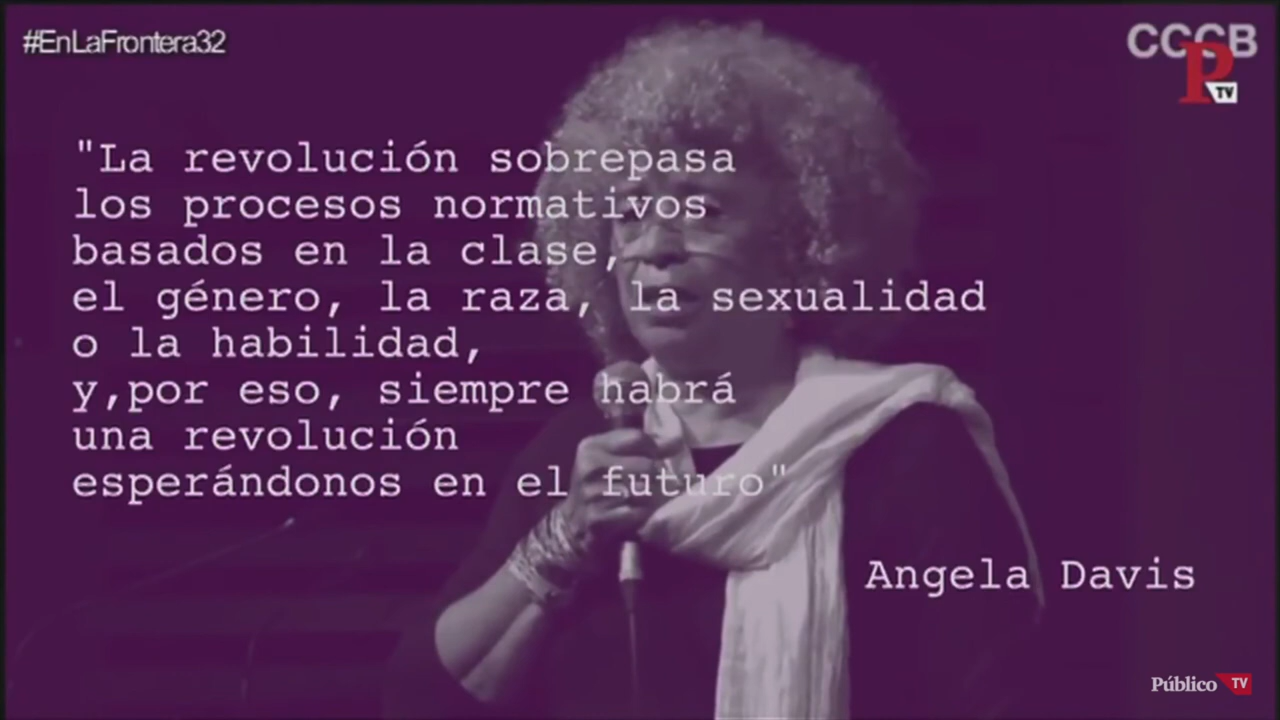 #EnLaFrontera32
CCCB
P
TV
"La revolución sobrepasa
los procesos normativos
basados en la clase,
el género, la raza, la sexualidad
o la habilidad,
y,por eso, siempre habrá
una revolución
esperándonos en el futuro"
Angela Davis
Público TV